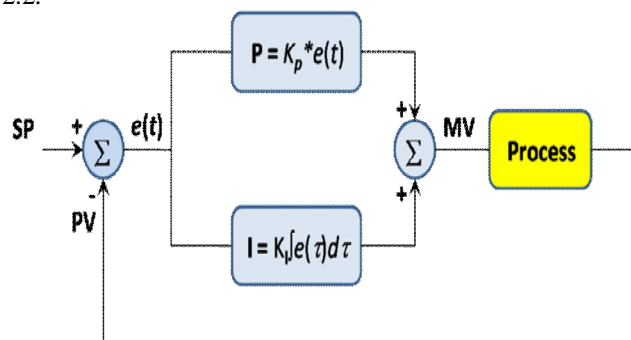 2.2.
P = Kp*e(t)
SP
+
e(t)
Σ
-
PV
+
Σ
+
MV
Process
I = KI∫e(τ)dτ